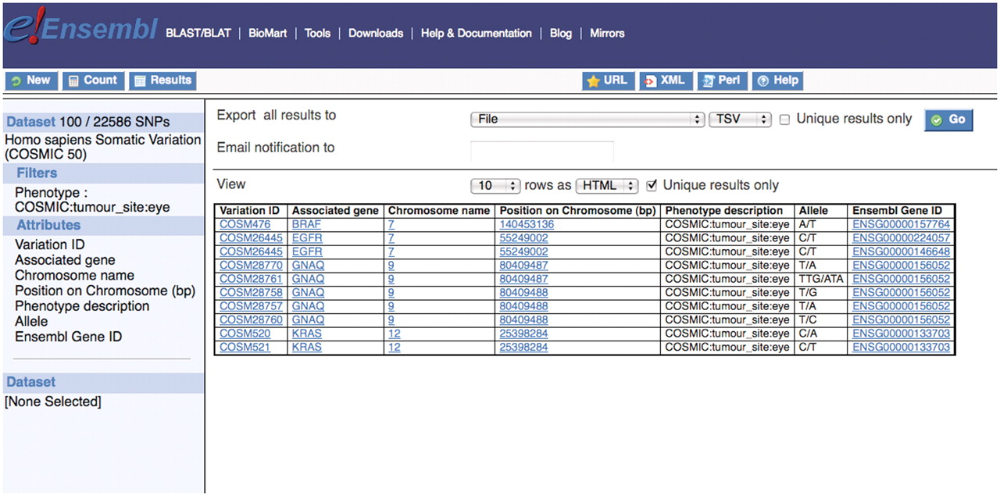 e!Ensembl BLAST/BLAT | BioMart | Tools | Downloads | Help & Documentation | Blog | Mirrors
New Count Results URL XML Perl Help
Dataset 100 / 22586 SNPs
Homo sapiens Somatic Variation
(COSMIC 50)
Filters
Phenotype :
COSMIC:tumour_site:eye
Attributes
Variation ID
Associated gene
Chromosome name
Position on Chromosome (bp)
Phenotype description
Allele
Ensembl Gene ID
Dataset
[None Selected]
Export all results to File TSV Unique results only Go
Email notification to
View 10 rows as HTML Unique results only
Variation ID Associated gene Chromosome name Position on Chromosome (bp) Phenotype description Allele Ensembl Gene ID
COSM476 BRAF 7 140453136 COSMIC:tumour_site:eye A/T ENSG00000157764
COSM26445 EGFR 7 55249002 COSMIC:tumour_site:eye C/T ENSG00000224057
COSM26445 EGFR 7 55249002 COSMIC:tumour_site:eye C/T ENSG00000146648
COSM28770 GNAQ 9 80409487 COSMIC:tumour_site:eye T/A ENSG00000156052
COSM28761 GNAQ 9 80409487 COSMIC:tumour_site:eye TTG/ATA ENSG00000156052
COSM28758 GNAQ 9 80409488 COSMIC:tumour_site:eye T/G ENSG00000156052
COSM28757 GNAQ 9 80409488 COSMIC:tumour_site:eye T/A ENSG00000156052
COSM28760 GNAQ 9 80409488 COSMIC:tumour_site:eye T/C ENSG00000156052
COSM520 KRAS 12 25398284 COSMIC:tumour_site:eye C/A ENSG00000133703
COSM521 KRAS 12 25398284 COSMIC:tumour_site:eye C/T ENSG00000133703